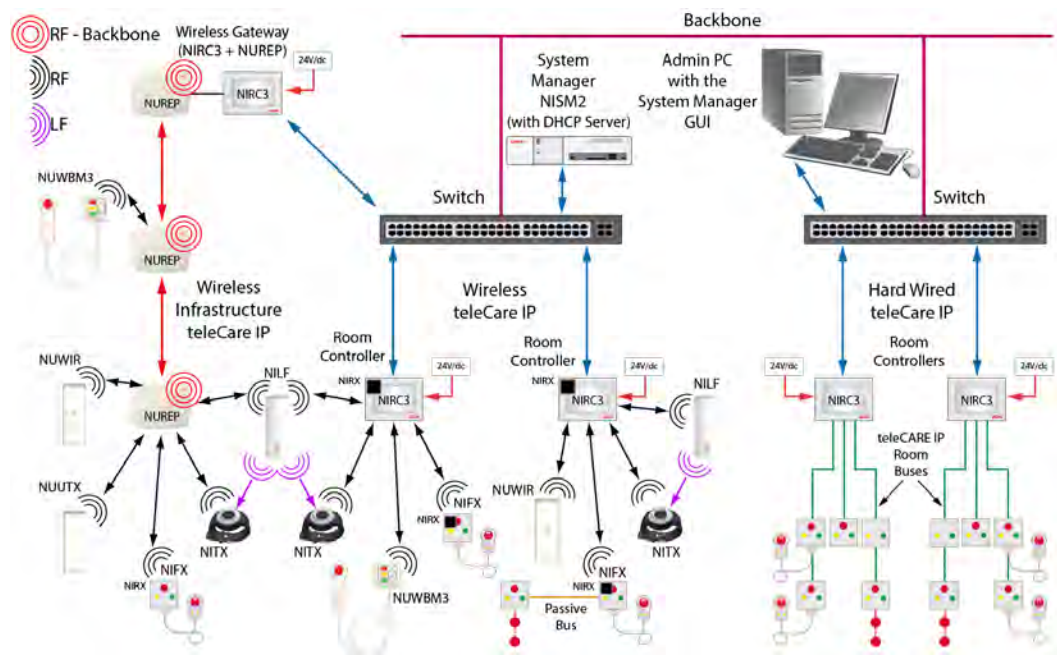 Backbone
RF - Backbone
RF
LF
Wireless Gateway
(NIRC3 + NUREP)
24V/dc
NUREP
NIRC3
System
Manager
NISM2
(with DHCP Server)
Admin PC
with the
System Manager
GUI
NUWBM3
NUREP
Switch
Switch
Wireless
Infrastructure
teleCare IP
Wireless
teleCare IP
Hard Wired
teleCare IP
Room
Controller
Room
Controller
Room
Controllers
NUWIR
NUREP
NILF
NIRX
NIRC3
24V/dc
NIRX
NIRC3
24V/dc
NILF
24V/dc
NIRC3
NIRC3
24V/dc
teleCARE IP
Room
Buses
NUUTX
NITX
NITX
NIFX
NIRX
NUWIR
NITX
NIFX
NIRX
NUWBM3
NIFX
NIRX
Passive
Bus